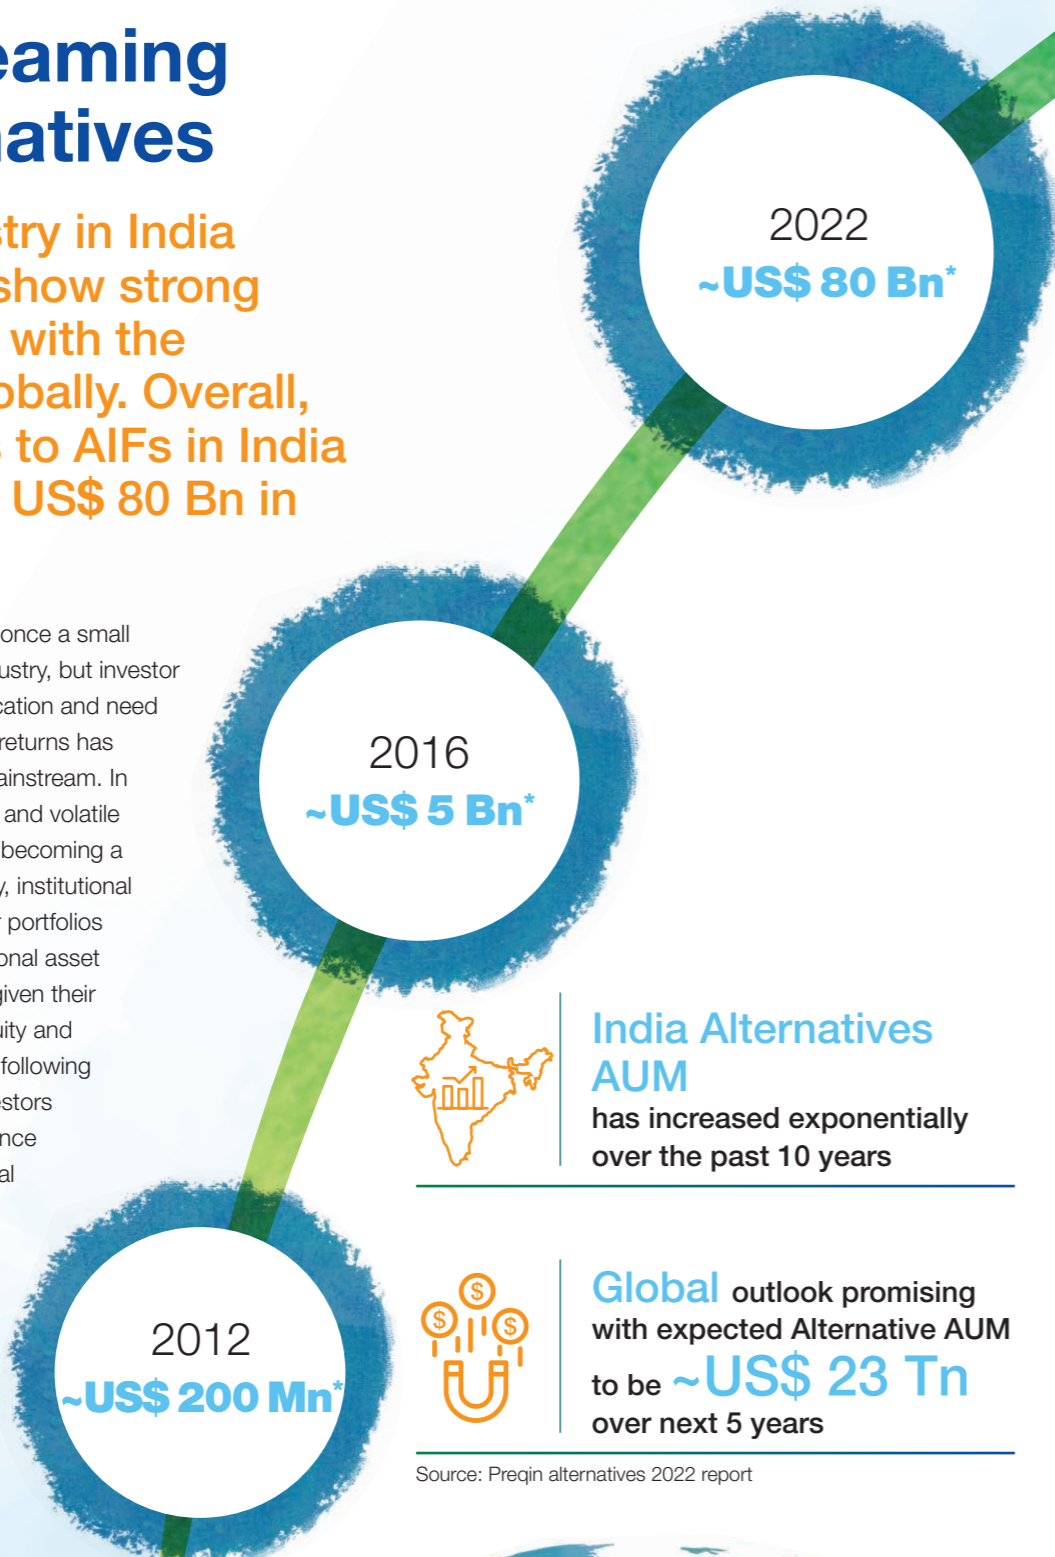 eaming
natives
stry in India
show strong
with the
obally. Overall,
s to AIFs in India
US$ 80 Bn in
once a small
ustry, but investor
cation and need
returns has
ainstream. In
and volatile
becoming a
y, institutional
r portfolios
onal asset
given their
uity and
following
estors
nce
al
2022
~US$ 80 Bn*
2016
~US$ 5 Bn*
2012
~US$ 200 Mn*
India Alternatives
AUM
has increased exponentially
over the past 10 years
$
$
$
Global outlook promising
with expected Alternative AUM
to be ~US$ 23 Tn
over next 5 years
Source: Preqin alternatives 2022 report